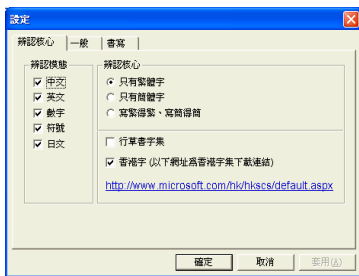 設定
辨認核心 一般 書寫
辨認模態
中文
英文
數字
符號
日文
辨認核心
只有繁體字
只有簡體字
寫繁得繁、寫簡得簡
行草書字集
香港字 (以下網址為香港字集下載連結)
http://www.microsoft.com/hk/hkscs/default.aspx
確定 取消 套用(A)